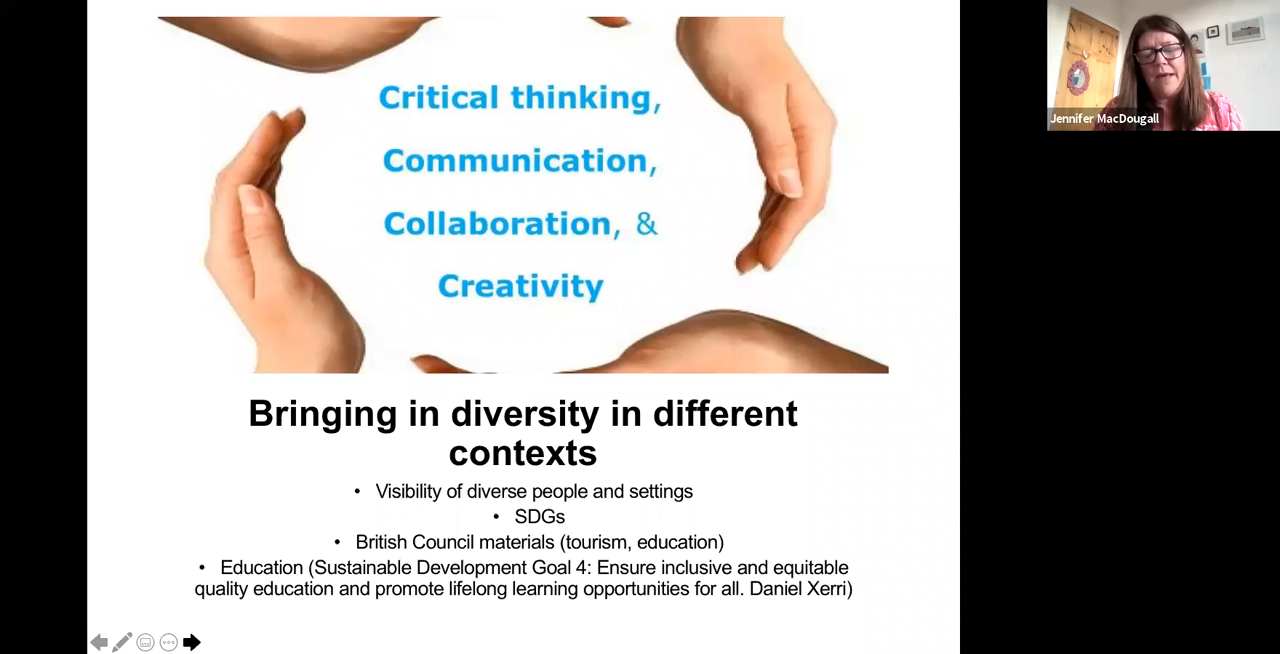 Critical thinking,
Communication,
Collaboration, &
Creativity
Bringing in diversity in different
contexts
• Visibility of diverse people and settings
• SDGs
• British Council materials (tourism, education)
• Education (Sustainable Development Goal 4: Ensure inclusive and equitable
quality education and promote lifelong learning opportunities for all. Daniel Xerri)
Jennifer MacDougall